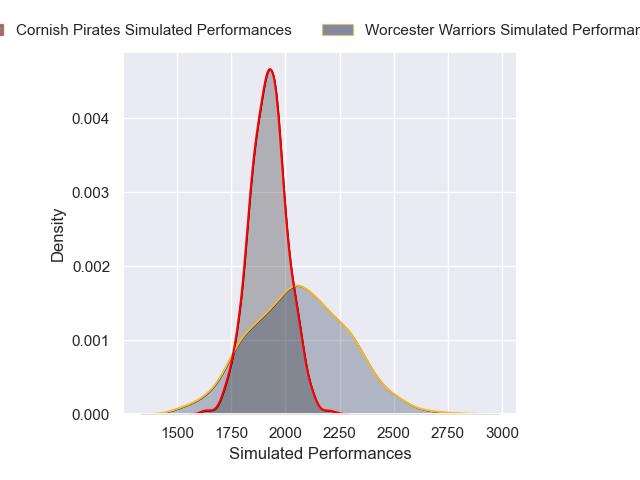 Cornish Pirates Simulated Performances
Worcester Warriors Simulated
0.004
0.003
0.002
0.001
0.000
Density
1500 1750 2000 2250 2500 2750 3000
Simulated Performances